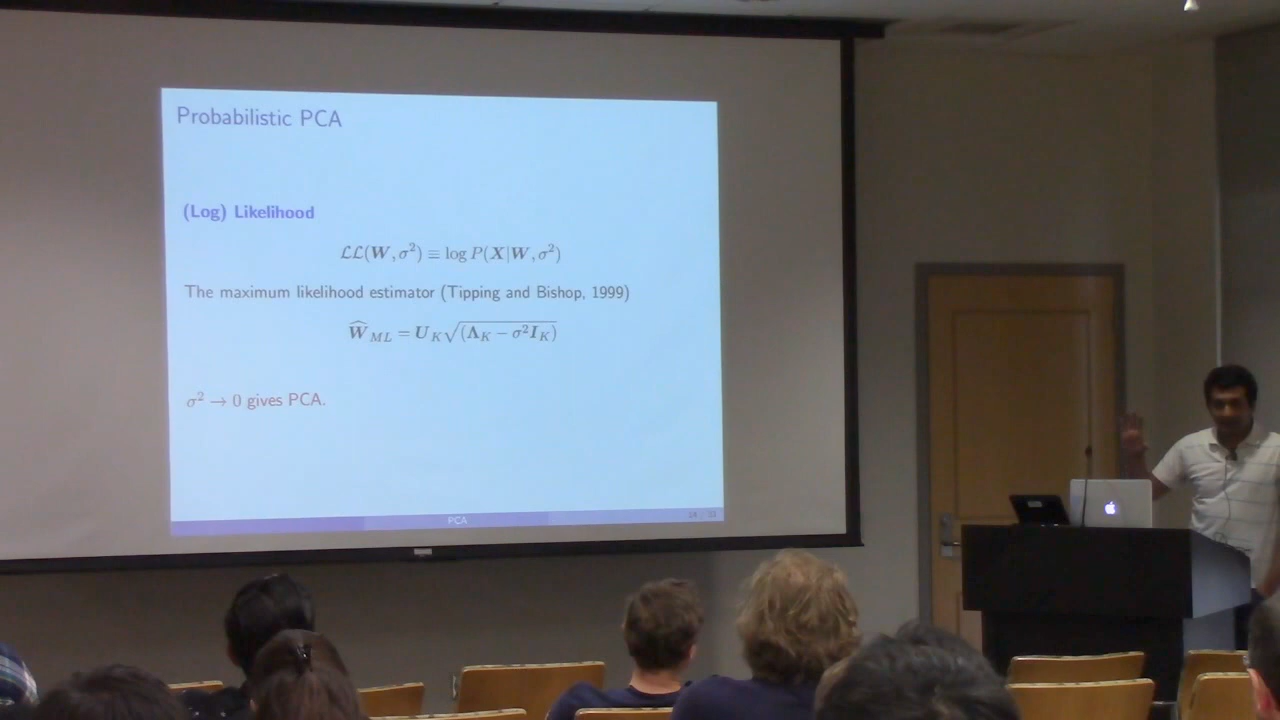 Probabilistic PCA
(Log) Likelihood
ℒℒ(W, σ²) ≡ log P(X|W, σ²)
The maximum likelihood estimator (Tipping and Bishop, 1999)
Ŵ_ML = U_K √(Λ_K − σ²I_K)
σ² → 0 gives PCA.
PCA